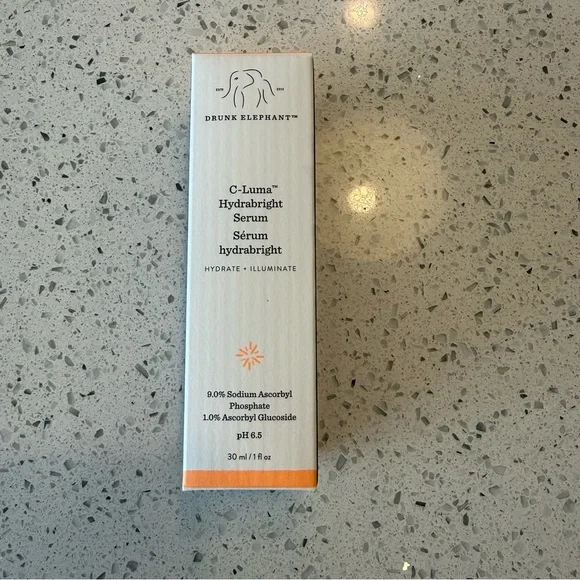 DRUNK ELEPHANT™
C-Luma™
Hydrabright
Serum
Sérum
hydrabright
HYDRATE + ILLUMINATE
9.0% Sodium Ascorbyl
Phosphate
1.0% Ascorbyl Glucoside
pH 6.5
30 ml / 1 fl oz